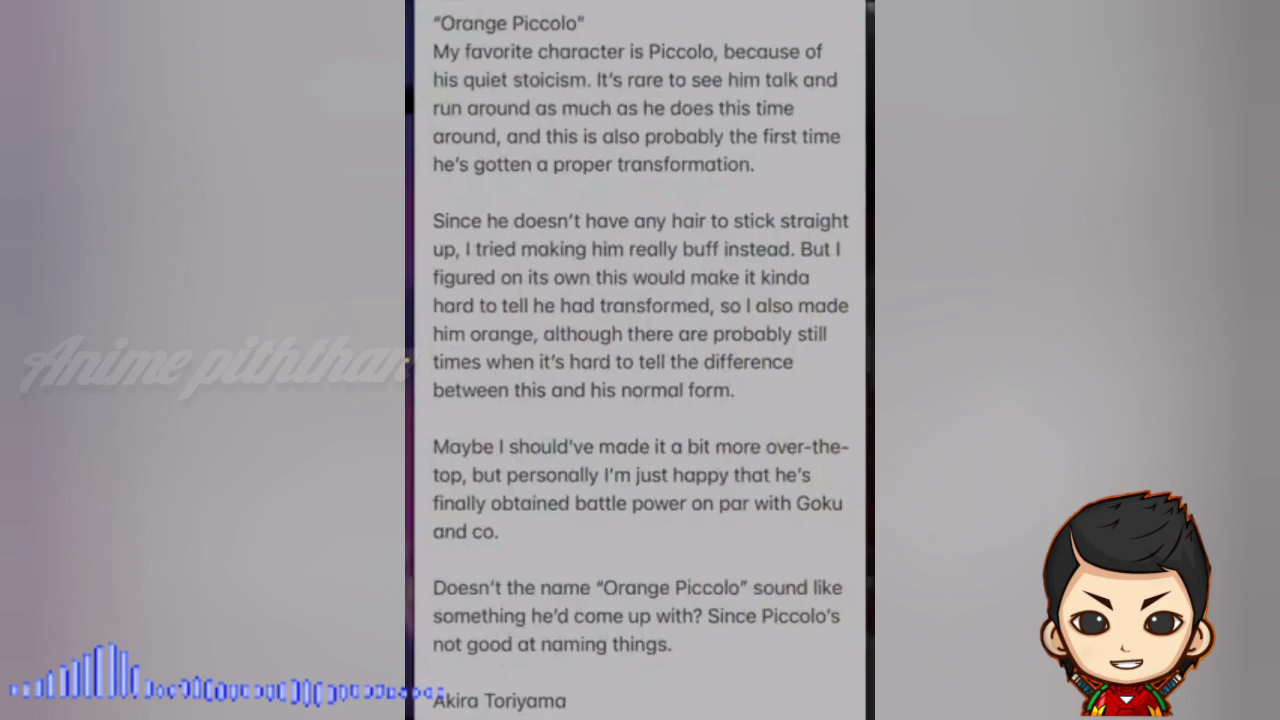 “Orange Piccolo”
My favorite character is Piccolo, because of
his quiet stoicism. It’s rare to see him talk and
run around as much as he does this time
around, and this is also probably the first time
he’s gotten a proper transformation.
Since he doesn’t have any hair to stick straight
up, I tried making him really buff instead. But I
figured on its own this would make it kinda
hard to tell he had transformed, so I also made
him orange, although there are probably still
times when it’s hard to tell the difference
between this and his normal form.
Maybe I should've made it a bit more over-the-
top, but personally I’m just happy that he’s
finally obtained battle power on par with Goku
and co.
Doesn’t the name “Orange Piccolo” sound like
something he’d come up with? Since Piccolo’s
not good at naming things.
Akira Toriyama
Anime piththan